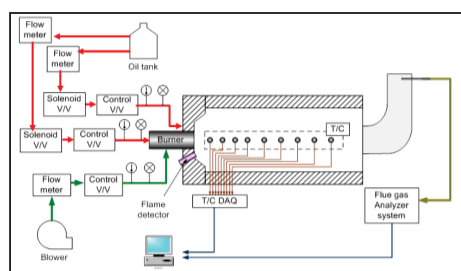 Flow
meter
Flow
meter
Oil tank
Solenoid
V/V
Control
V/V
Solenoid
V/V
Control
V/V
Burner
T/C
Flow
meter
Control
V/V
Flame
detector
T/C DAQ
Flue gas
Analyzer
system
Blower